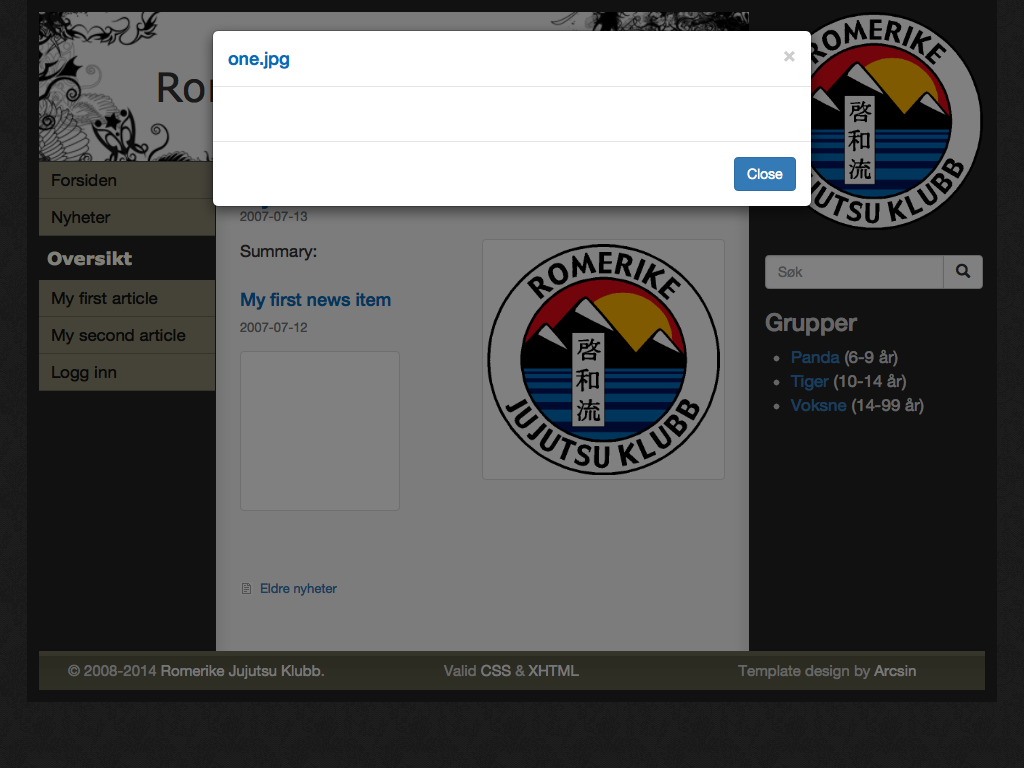 one.jpg
×
Close
Ro
ROMERIKE
啓和流
JUTSU KLUBB
Forsiden
Nyheter
Oversikt
My first article
My second article
Logg inn
2007-07-13
Summary:
My first news item
2007-07-12
ROMERIKE
啓和流
JUJUTSU KLUBB
Eldre nyheter
Søk
Grupper
Panda (6-9 år)
Tiger (10-14 år)
Voksne (14-99 år)
© 2008-2014 Romerike Jujutsu Klubb.
Valid CSS & XHTML
Template design by Arcsin